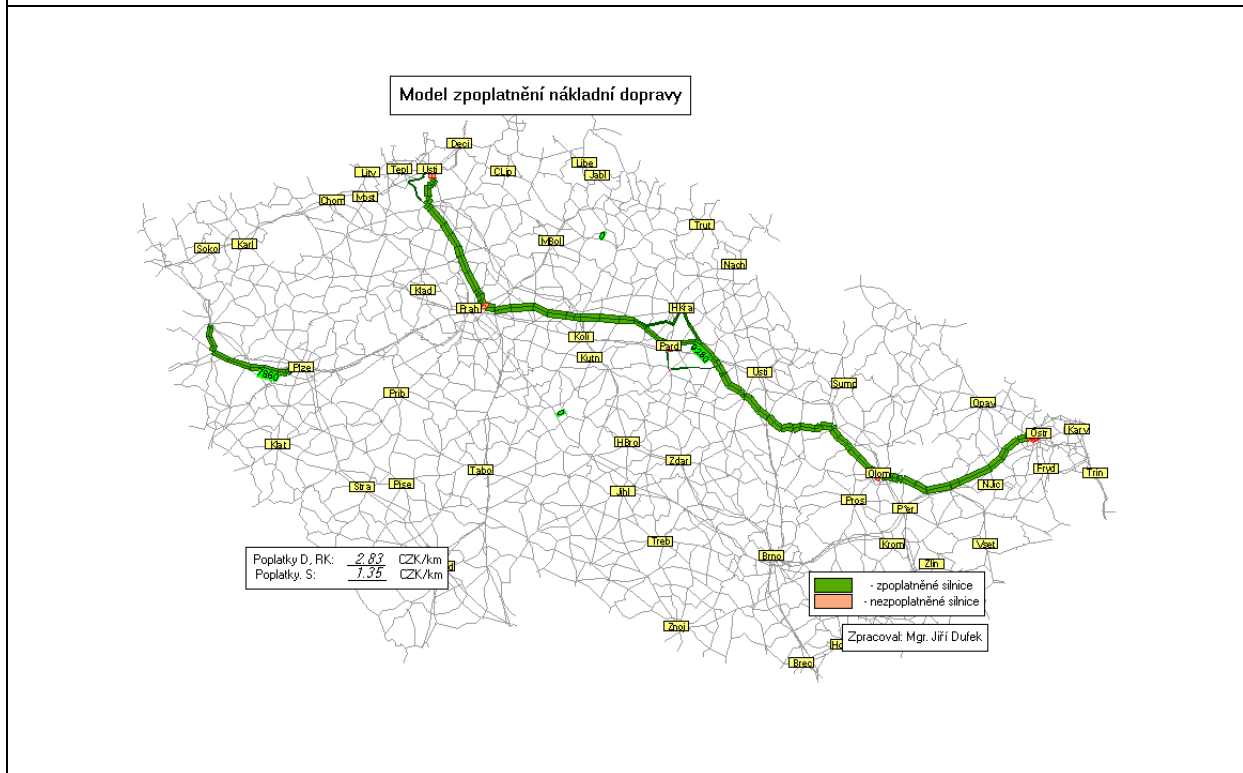 Model zpoplatnění nákladní dopravy
Deci
Tepl
Usti
Litv
CLip
Libe
Jabl
Chom
Most
Soko
Karl
MBol
Trut
Nach
Klad
Prah
HKra
Koli
Pard
Kutn
Usti
Plze
7860
Prib
Sump
Opav
Klat
HBro
Ostr
Karv
Tabo
Zdar
Olom
Fryd
Trin
Stra
Pise
Jihl
NJic
Pros
Prer
Treb
Brno
Krom
Vset
Zlin
Poplatky D, RK: 2.83 CZK/km
Poplatky. S: 1.35 CZK/km
- zpoplatněné silnice
- nezpoplatněné silnice
Znoj
Zpracoval: Mgr. Jiří Dufek
Brec